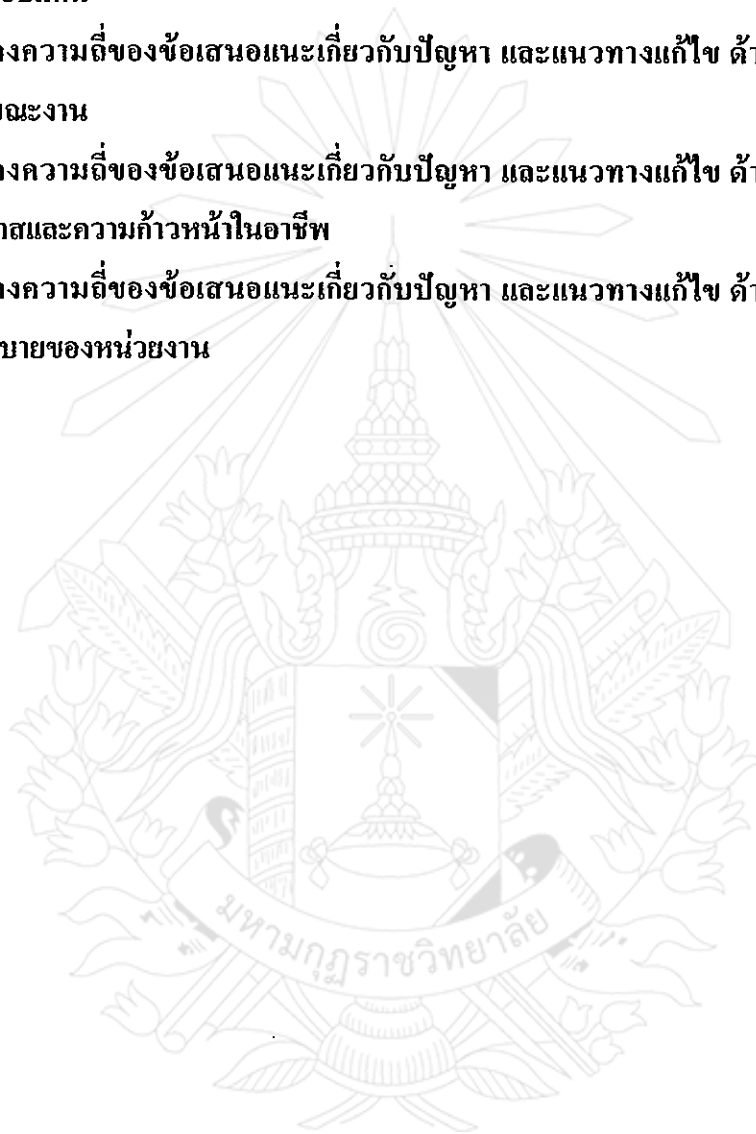 งความถี่ของข้อเสนอแนะเกี่ยวกับปัญหา และแนวทางแก้ไข ด้า
ษณะงาน
งความถี่ของข้อเสนอแนะเกี่ยวกับปัญหา และแนวทางแก้ไข ด้า
าสและความก้าวหน้าในอาชีพ
งความถี่ของข้อเสนอแนะเกี่ยวกับปัญหา และแนวทางแก้ไข ด้า
บายของหน่วยงาน
มหามกุฏราชวิทยาลัย